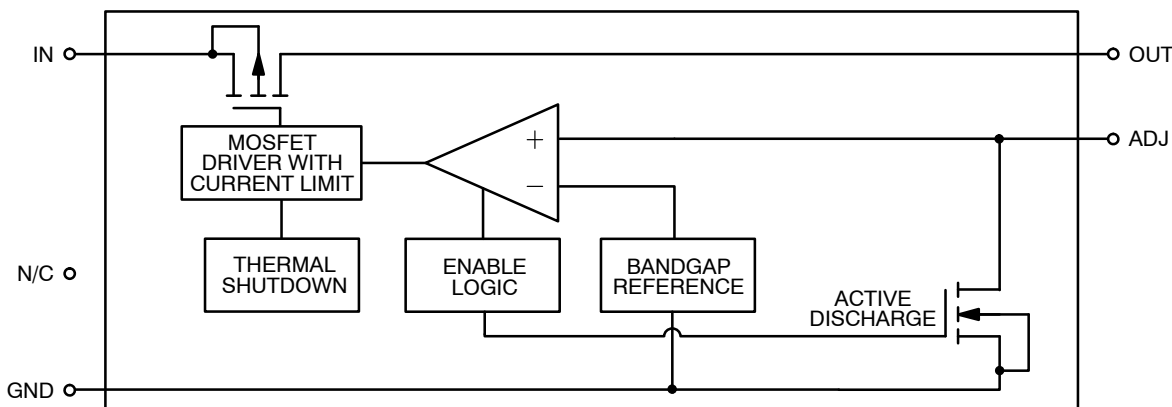 IN
OUT
MOSFET
DRIVER WITH
CURRENT LIMIT
+
−
ADJ
THERMAL
SHUTDOWN
ENABLE
LOGIC
BANDGAP
REFERENCE
N/C
ACTIVE
DISCHARGE
GND